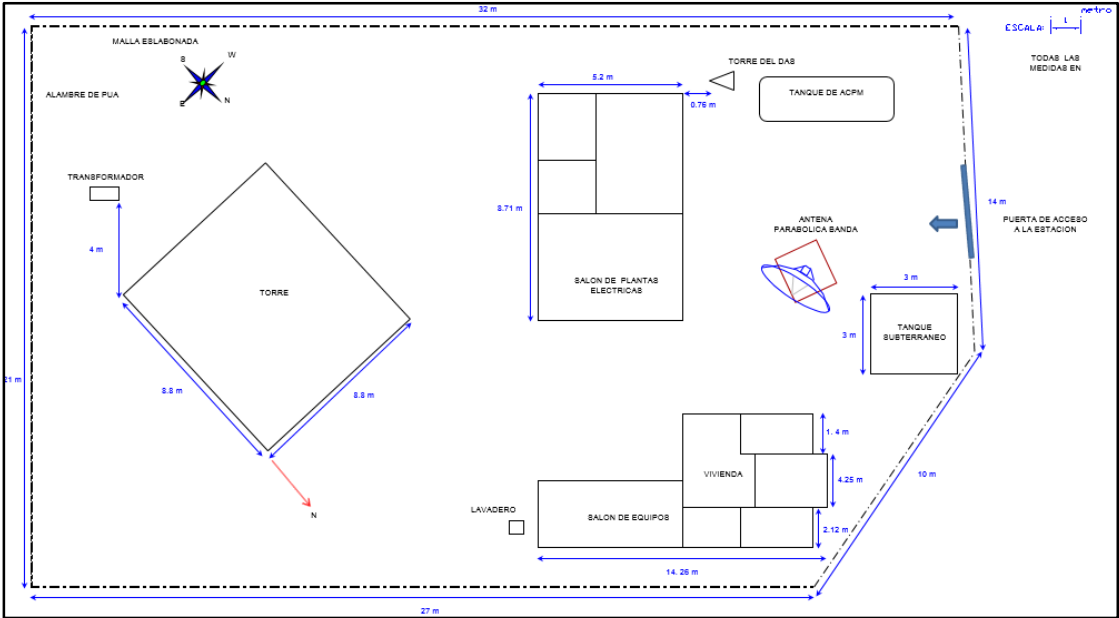 32 m
metro
ESCALA: 1
MALLA ESLABONADA
S
W
E
N
ALAMBRE DE PUA
TORRE DEL DAS
TODAS LAS
MEDIDAS EN
5.2 m
0.76 m
TANQUE DE ACPM
TRANSFORMADOR
14 m
8.71 m
ANTENA
PARABOLICA BANDA
PUERTA DE ACCESO
A LA ESTACION
4 m
SALON DE PLANTAS
ELECTRICAS
3 m
TORRE
TANQUE
SUBTERRANEO
3 m
21 m
8.8 m
8.8 m
1.4 m
VIVIENDA
4.25 m
10 m
LAVADERO
N
SALON DE EQUIPOS
2.12 m
14.26 m
27 m